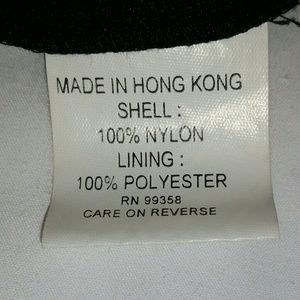 MADE IN HONG KONG
SHELL :
100% NYLON
LINING :
100% POLYESTER
RN 99358
CARE ON REVERSE